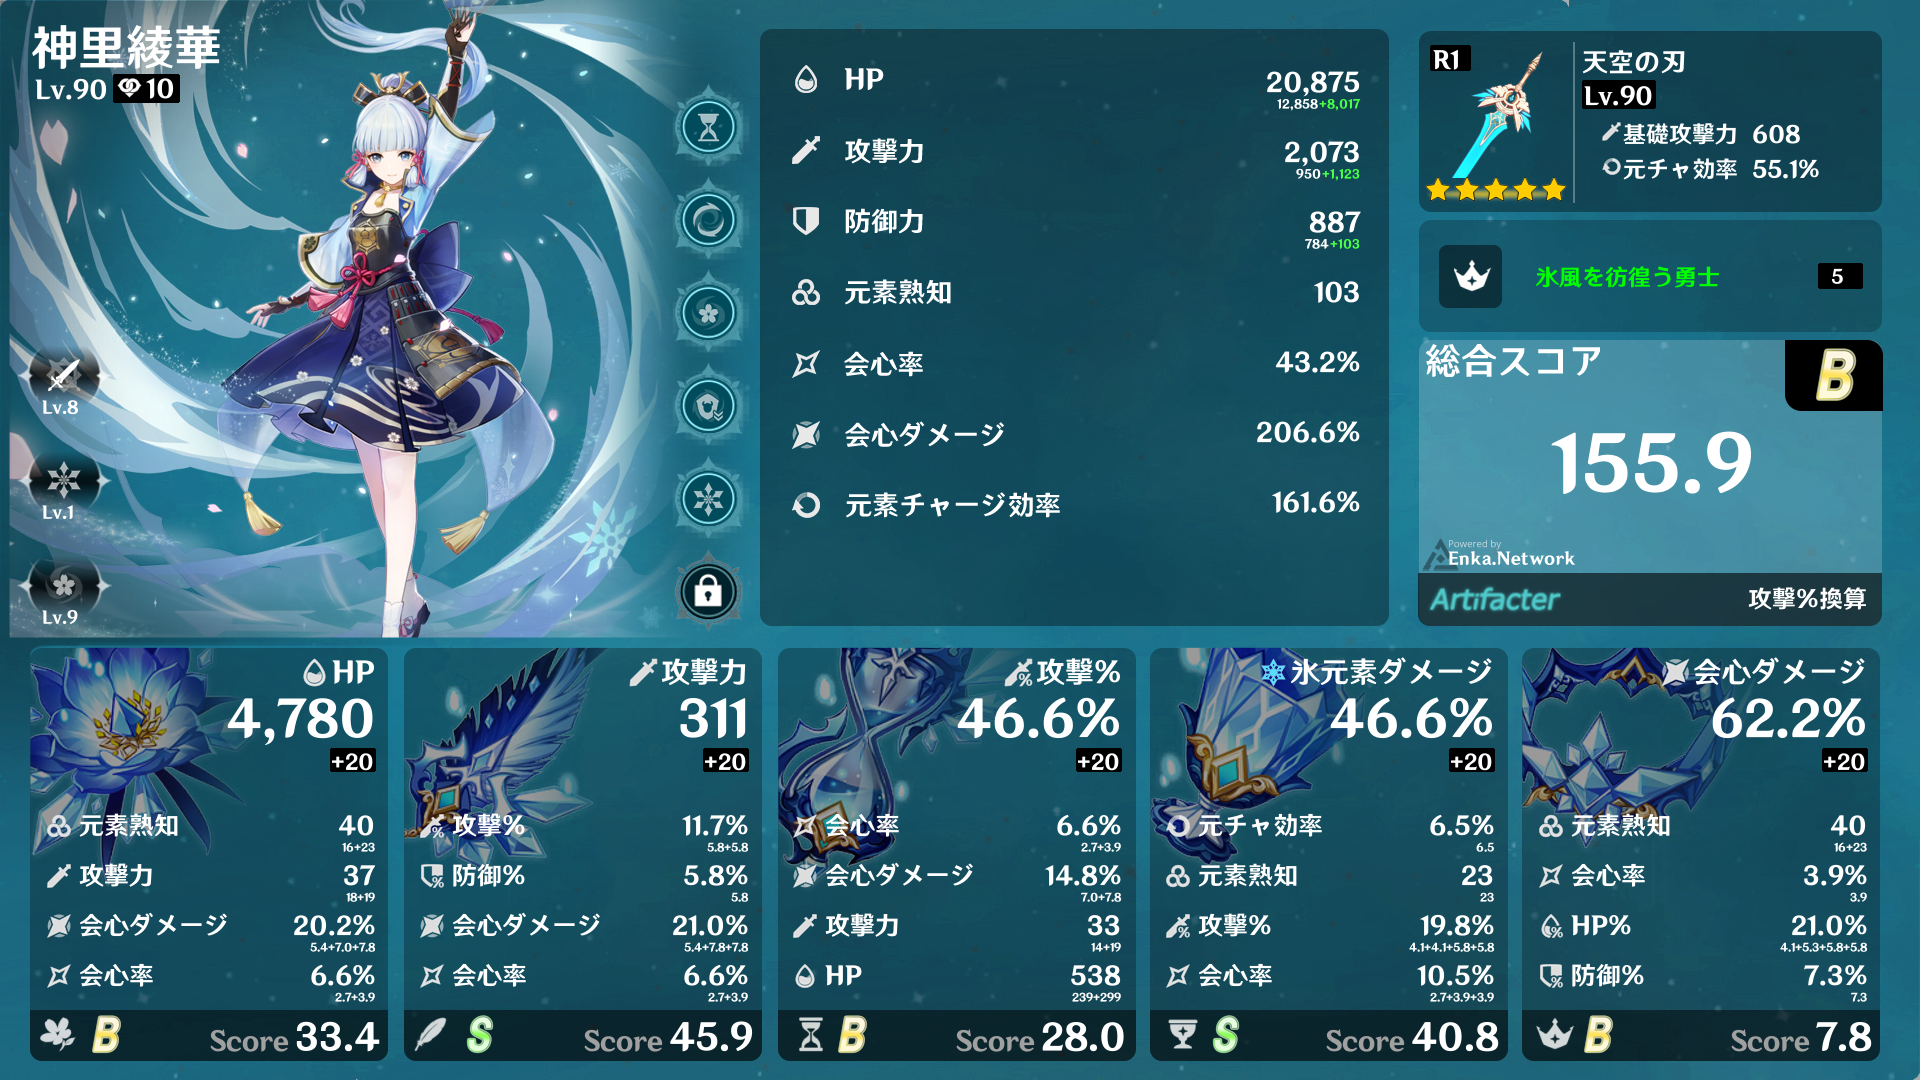 神里綾華
Lv.90 10
Lv.8
Lv.1
Lv.9
HP 20,875
12,858+8,017
攻撃力 2,073
950+1,123
防御力 887
784+103
元素熟知 103
会心率 43.2%
会心ダメージ 206.6%
元素チャージ効率 161.6%
R1
天空の刃
Lv.90
基礎攻撃力 608
元チャ効率 55.1%
氷風を彷徨う勇士 5
総合スコア B
155.9
Powered by
Enka.Network
Artifacter 攻撃%換算
HP
4,780
+20
元素熟知 40
16+23
攻撃力 37
18+19
会心ダメージ 20.2%
5.4+7.0+7.8
会心率 6.6%
2.7+3.9
B Score 33.4
攻撃力
311
+20
攻撃% 11.7%
5.8+5.8
防御% 5.8%
5.8
会心ダメージ 21.0%
5.4+7.8+7.8
会心率 6.6%
2.7+3.9
S Score 45.9
攻撃%
46.6%
+20
会心率 6.6%
2.7+3.9
会心ダメージ 14.8%
7.0+7.8
攻撃力 33
14+19
HP 538
239+299
B Score 28.0
氷元素ダメージ
46.6%
+20
元チャ効率 6.5%
6.5
元素熟知 23
23
攻撃% 19.8%
4.1+4.1+5.8+5.8
会心率 10.5%
2.7+3.9+3.9
S Score 40.8
会心ダメージ
62.2%
+20
元素熟知 40
16+23
会心率 3.9%
3.9
HP% 21.0%
4.1+5.3+5.8+5.8
防御% 7.3%
7.3
B Score 7.8